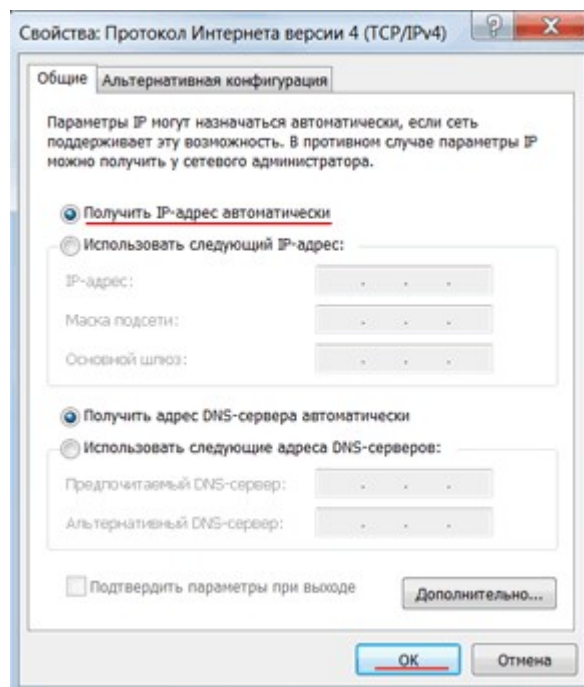 Свойства: Протокол Интернета версии 4 (TCP/IPv4)
Общие
Альтернативная конфигурация
Параметры IP могут назначаться автоматически, если сеть
поддерживает эту возможность. В противном случае параметры IP
можно получить у сетевого администратора.
Получить IP-адрес автоматически
Использовать следующий IP-адрес:
IP-адрес:
Маска подсети:
Основной шлюз:
Получить адрес DNS-сервера автоматически
Использовать следующие адреса DNS-серверов:
Предпочитаемый DNS-сервер:
Альтернативный DNS-сервер:
Подтвердить параметры при выходе
Дополнительно...
ОК
Отмена